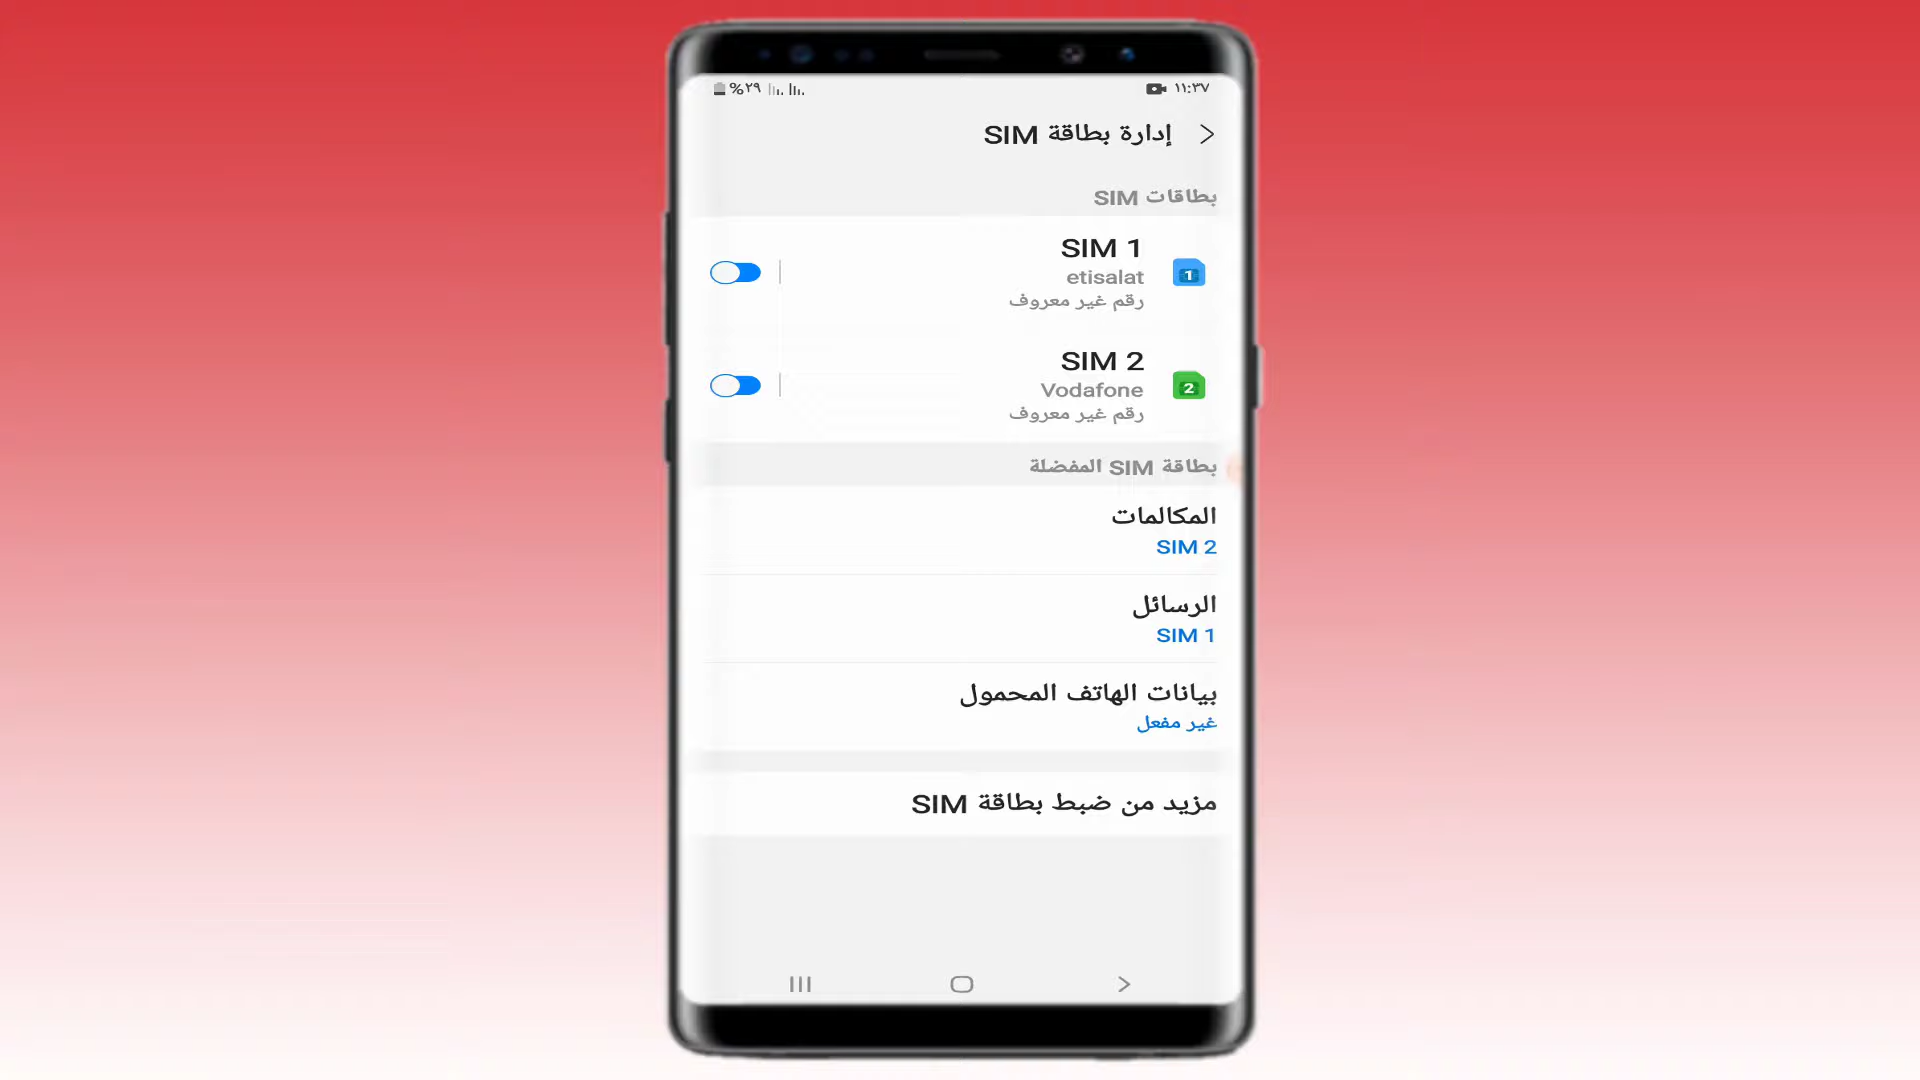 ١١:٣٧ %٢٩
إدارة بطاقة SIM
بطاقات SIM
SIM 1
etisalat
رقم غير معروف
1
SIM 2
Vodafone
رقم غير معروف
2
بطاقة SIM المفضلة
المكالمات
SIM 2
الرسائل
SIM 1
بيانات الهاتف المحمول
غير مفعل
مزيد من ضبط بطاقة SIM